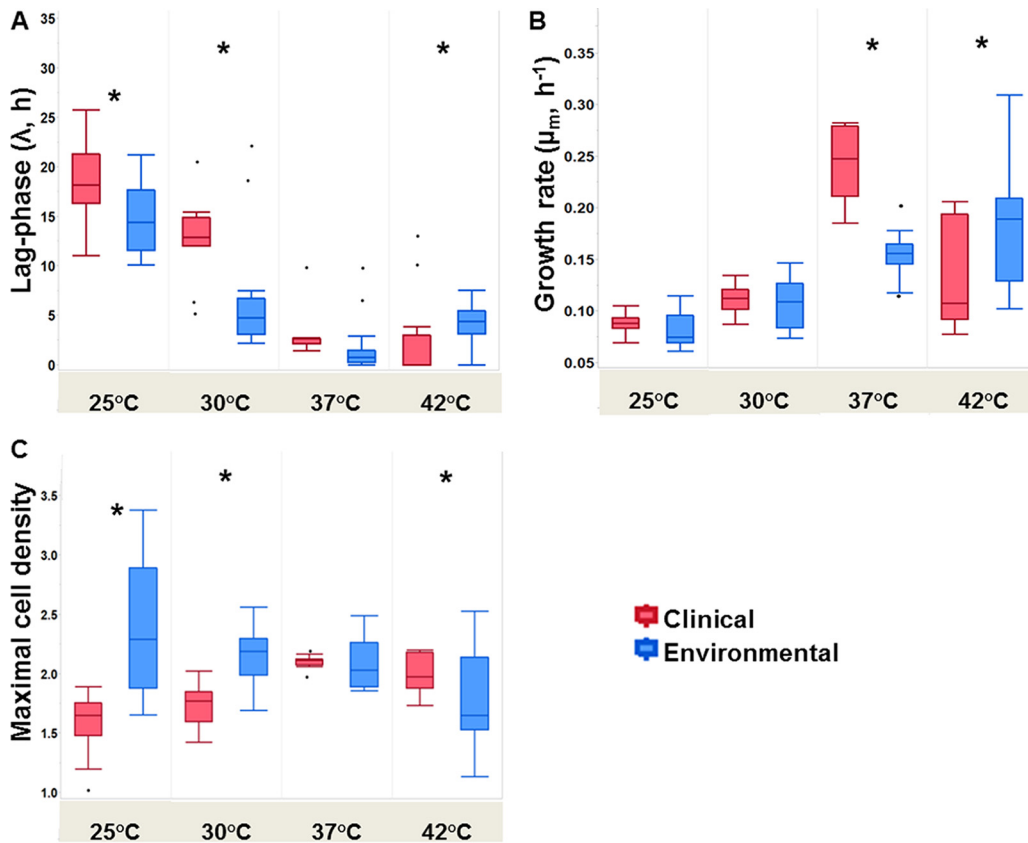 A
Lag-phase (λ, h)
35
30
25
20
15
10
5
0
*
*
*
25°C 30°C 37°C 42°C
B
Growth rate (μm, h-1)
0.35
0.30
0.25
0.20
0.15
0.10
0.05
*
*
25°C 30°C 37°C 42°C
C
Maximal cell density
3.5
3.0
2.5
2.0
1.5
1.0
*
*
*
25°C 30°C 37°C 42°C
Clinical
Environmental